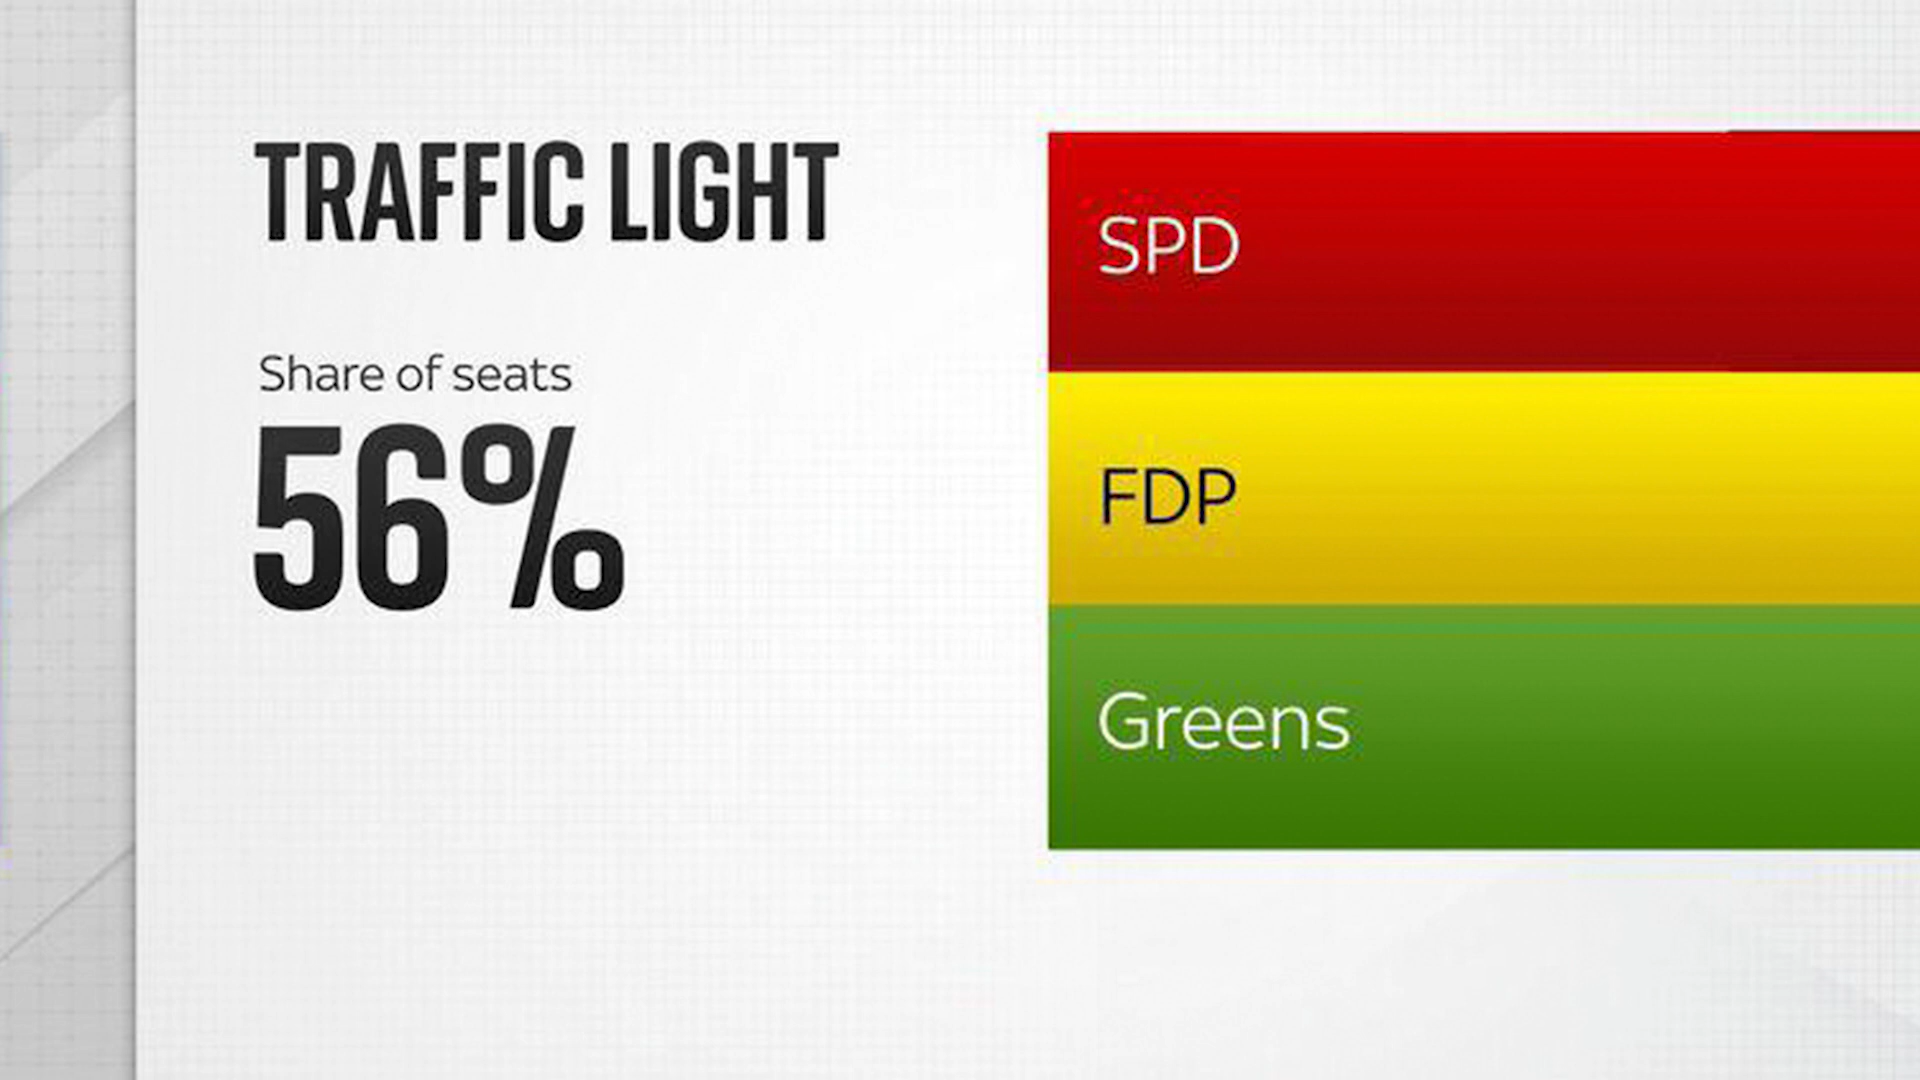 TRAFFIC LIGHT
Share of seats
56%
SPD
FDP
Greens